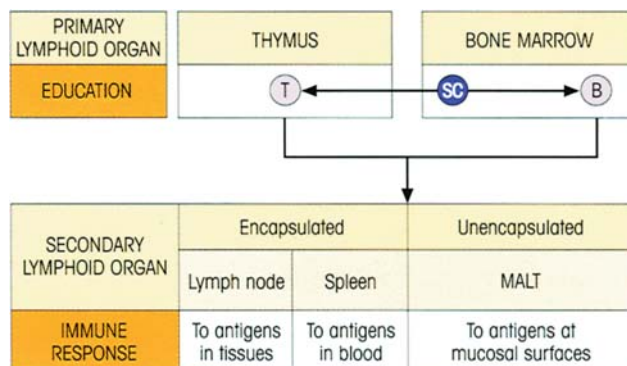 PRIMARY
LYMPHOID ORGAN
THYMUS
BONE MARROW
EDUCATION
T
SC
B
SECONDARY
LYMPHOID ORGAN
Encapsulated
Unencapsulated
Lymph node
Spleen
MALT
IMMUNE
RESPONSE
To antigens
in tissues
To antigens
in blood
To antigens at
mucosal surfaces